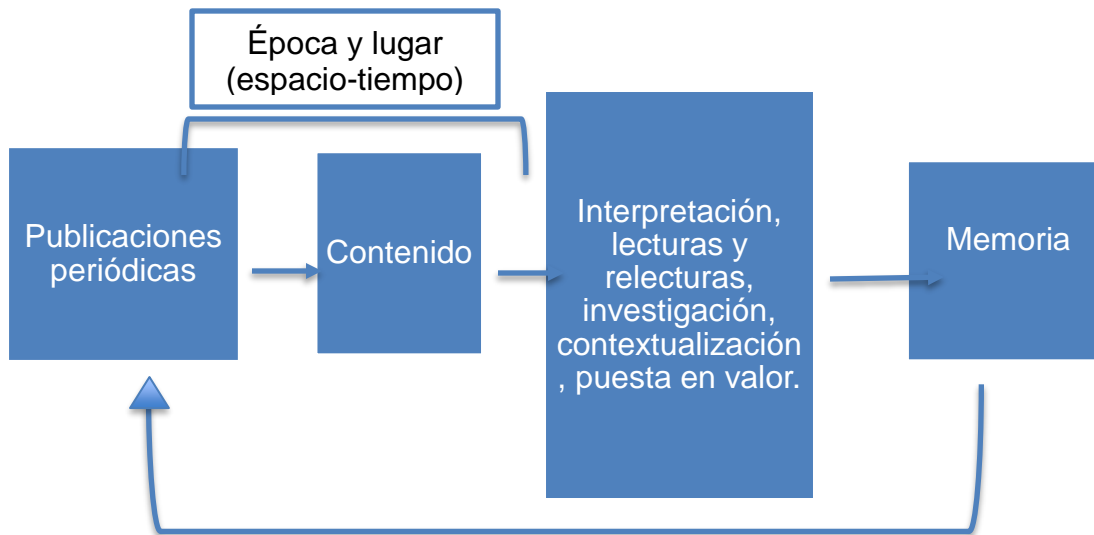 Época y lugar
(espacio-tiempo)
Publicaciones
periódicas
Contenido
Interpretación,
lecturas y
relecturas,
investigación,
contextualización
, puesta en valor.
Memoria